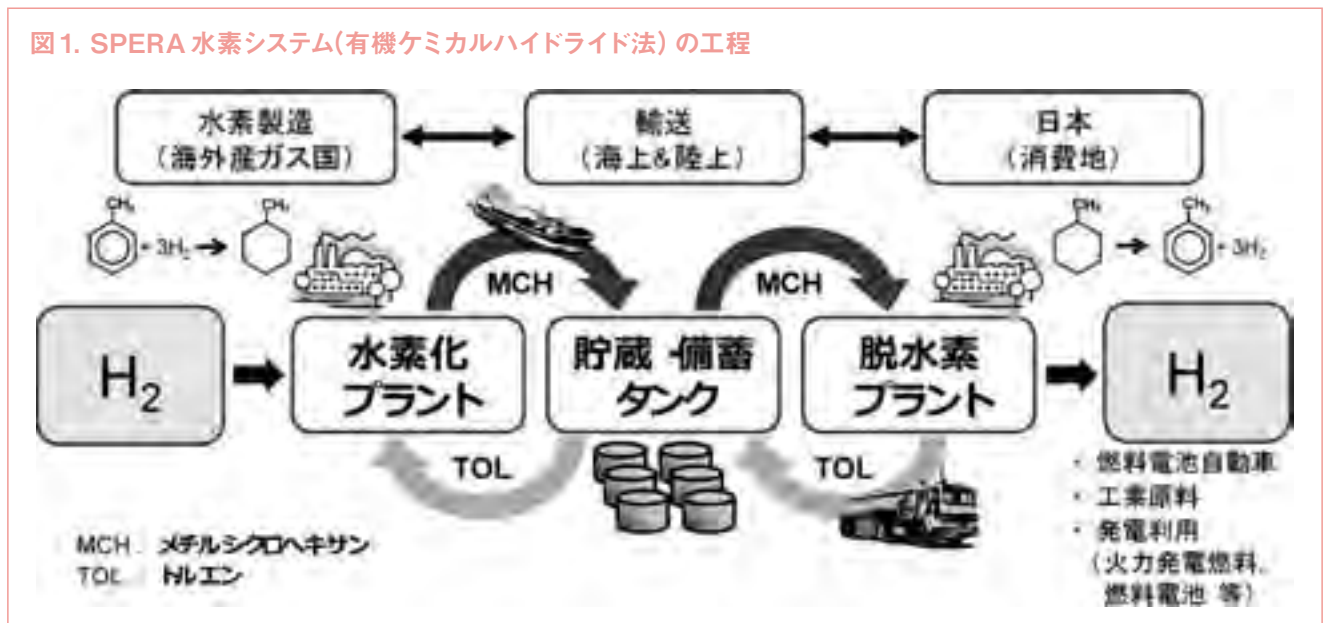 図1. SPERA 水素システム(有機ケミカルハイドライド法) の工程
水素製造
(海外産ガス国)
輸送
(海上&陸上)
日本
(消費地)
CH₃
+ 3H₂ →
CH₃
CH₃
→
CH₃
+ 3H₂
MCH
MCH
H₂
水素化
プラント
貯蔵・備蓄
タンク
脱水素
プラント
H₂
TOL
TOL
MCH : メチルシクロヘキサン
TOL : トルエン
・ 燃料電池自動車
・ 工業原料
・ 発電利用
(火力発電燃料、
燃料電池 等)